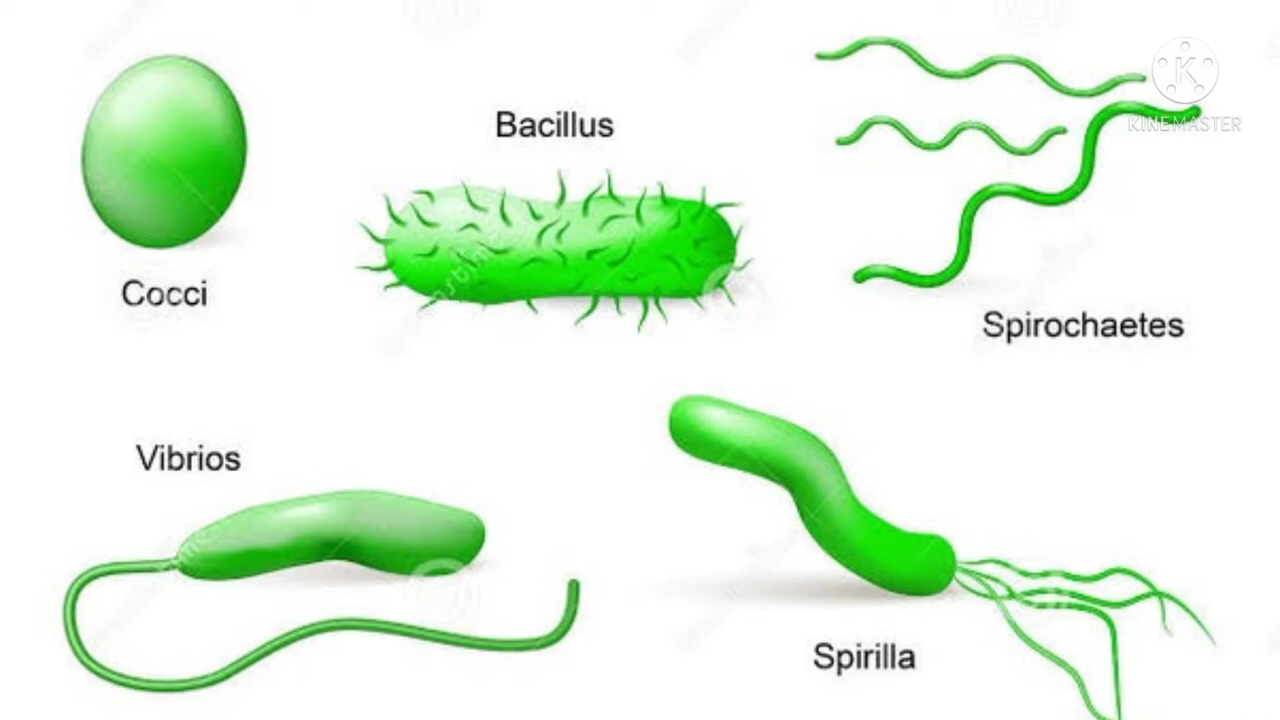 Bacillus
KINEMASTER
Cocci
Spirochaetes
Vibrios
Spirilla